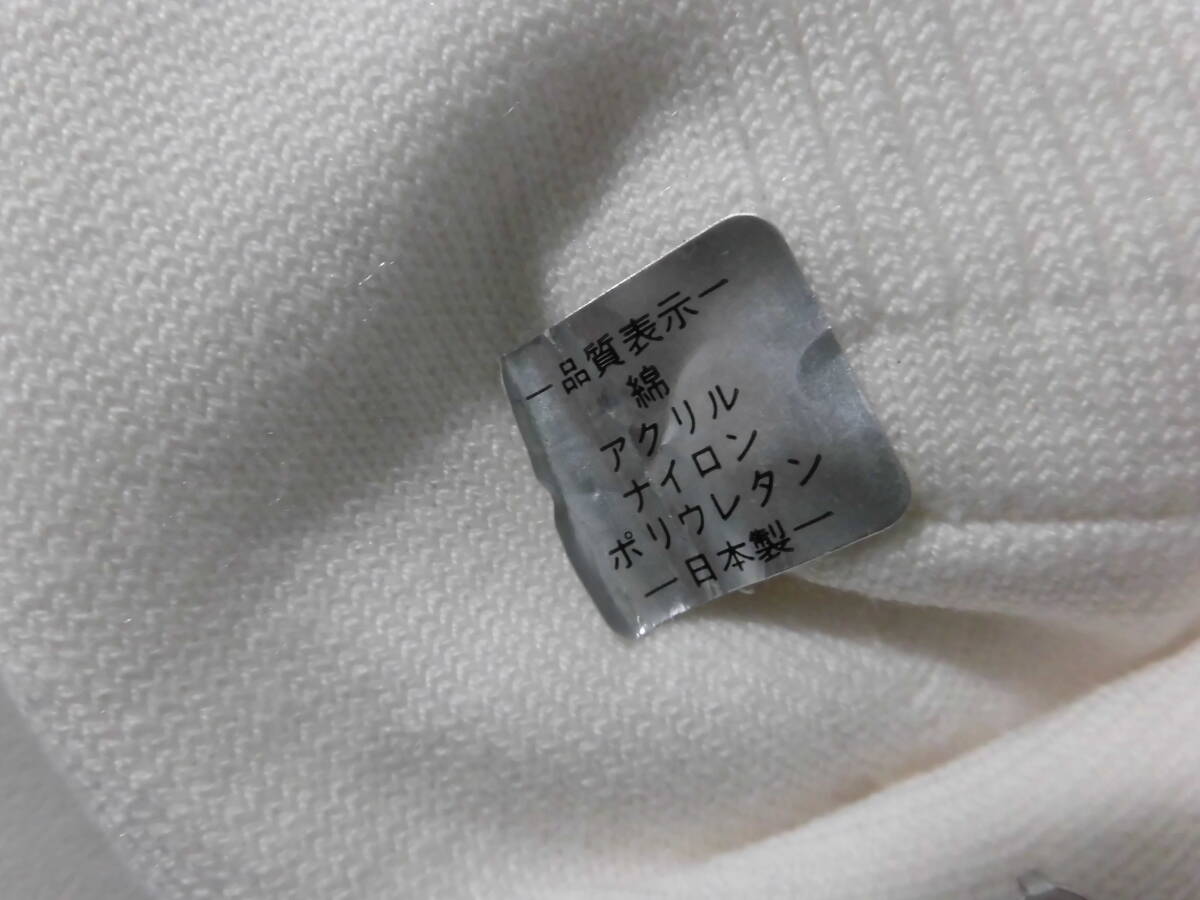 ー品質表示ー
綿
アクリル
ナイロン
ポリウレタン
ー日本製ー